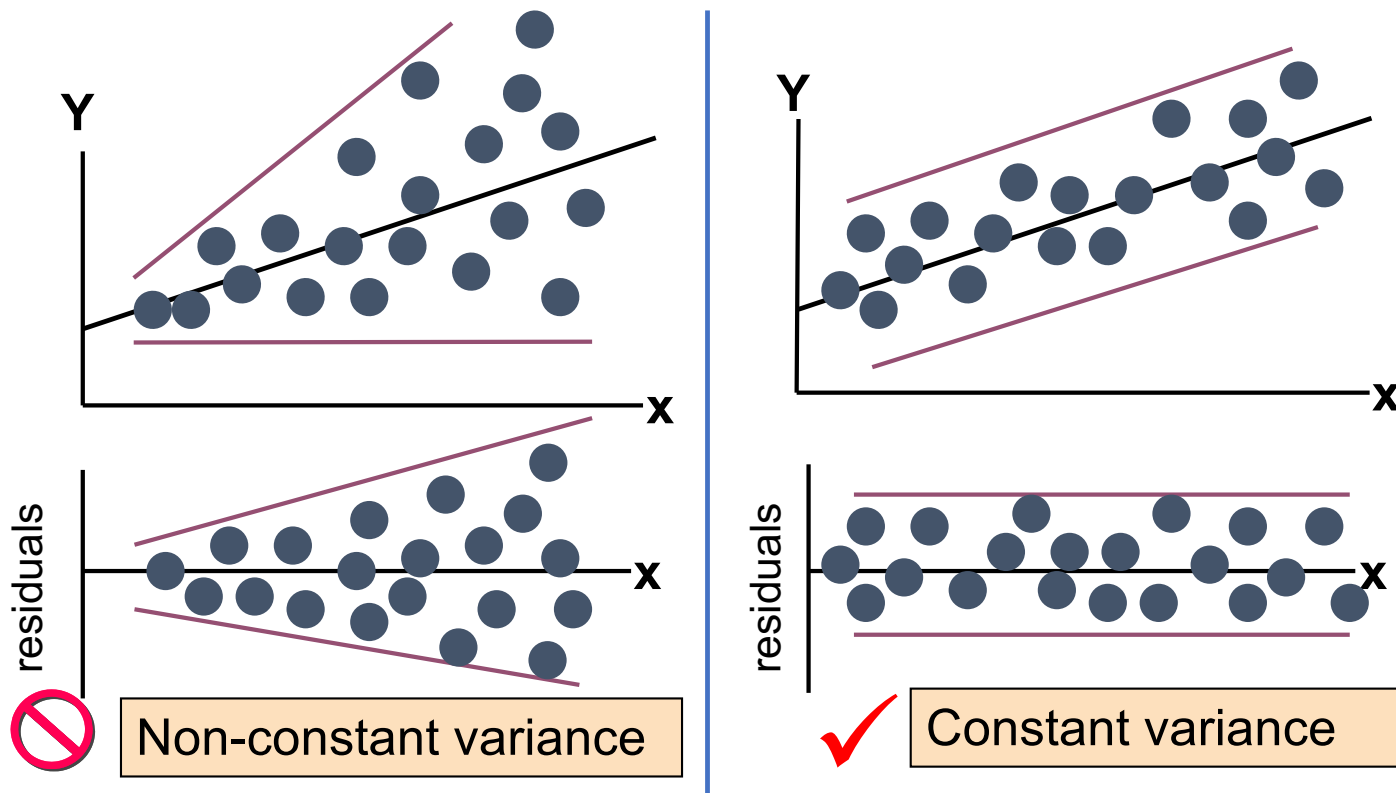 Y
x
residuals
x
Non-constant variance
Y
x
residuals
x
Constant variance